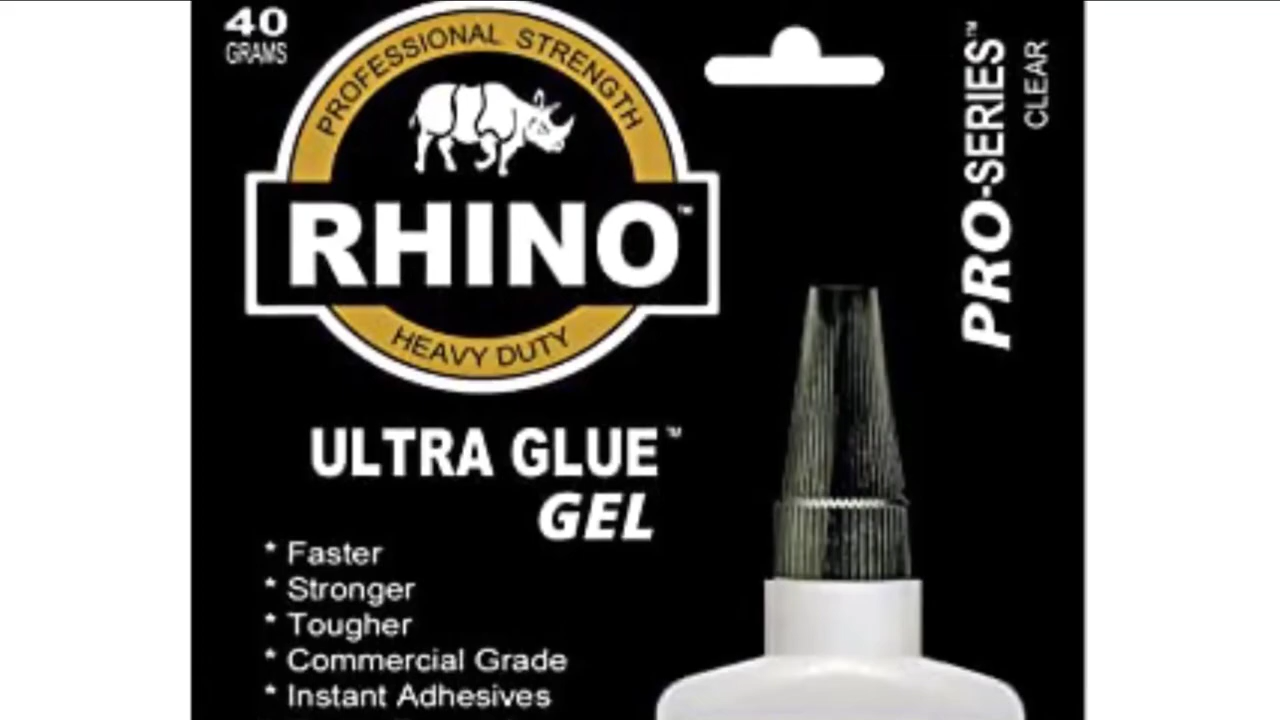 40
GRAMS
PROFESSIONAL STRENGTH
RHINO™
HEAVY DUTY
PRO-SERIES™
CLEAR
ULTRA GLUE™
GEL
* Faster
* Stronger
* Tougher
* Commercial Grade
* Instant Adhesives